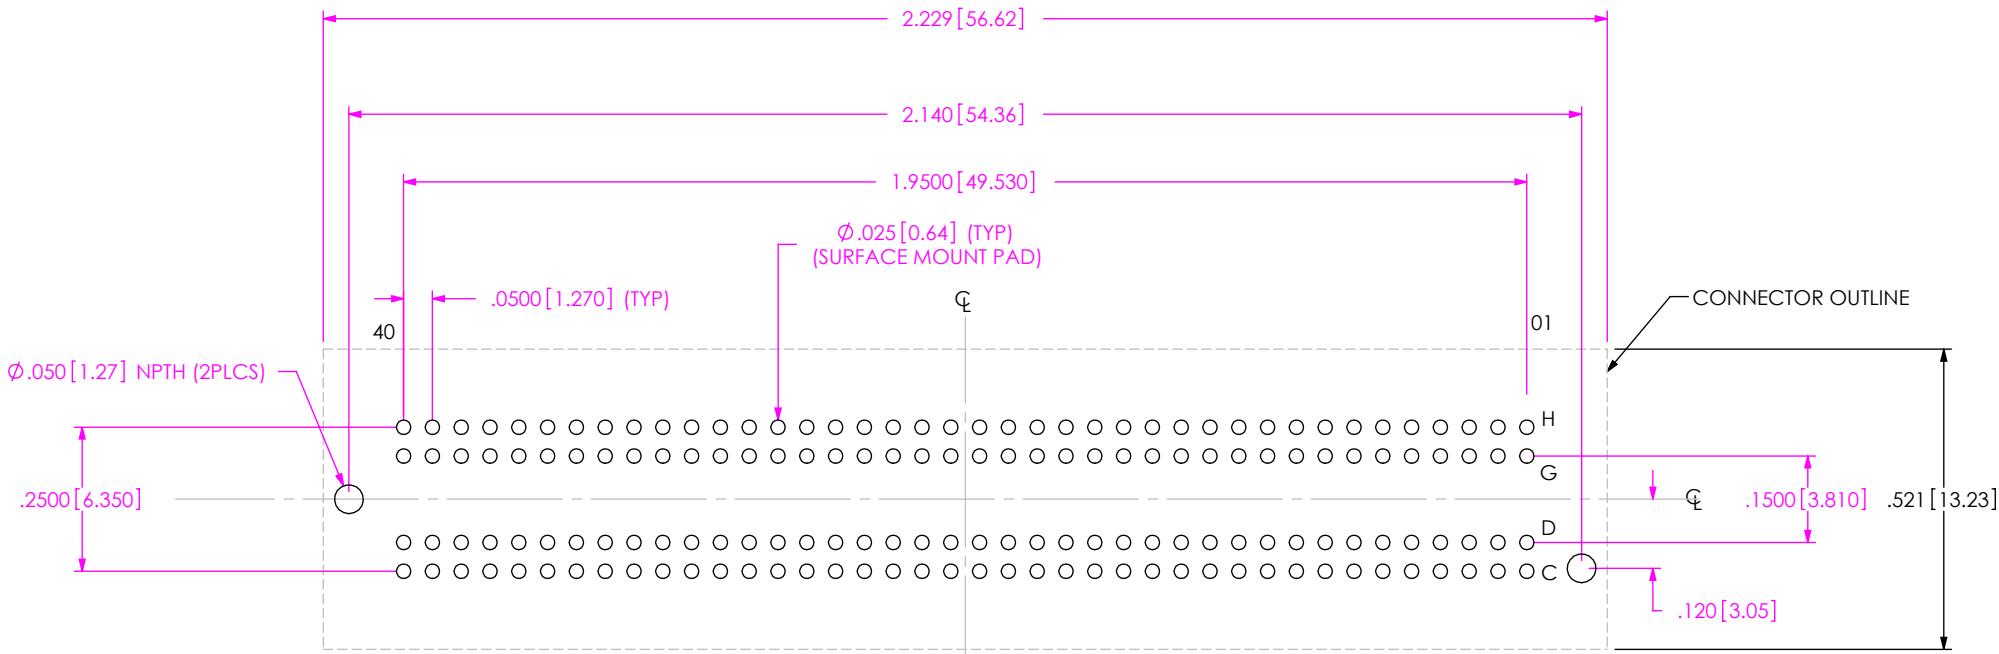 2.229[56.62]
2.140[54.36]
1.9500[49.530]
Ø.025[0.64] (TYP)
(SURFACE MOUNT PAD)
.0500[1.270] (TYP)
℄
CONNECTOR OUTLINE
40
01
Ø.050[1.27] NPTH (2PLCS)
H
G
.2500[6.350]
℄
.1500[3.810]
.521[13.23]
D
C
.120[3.05]